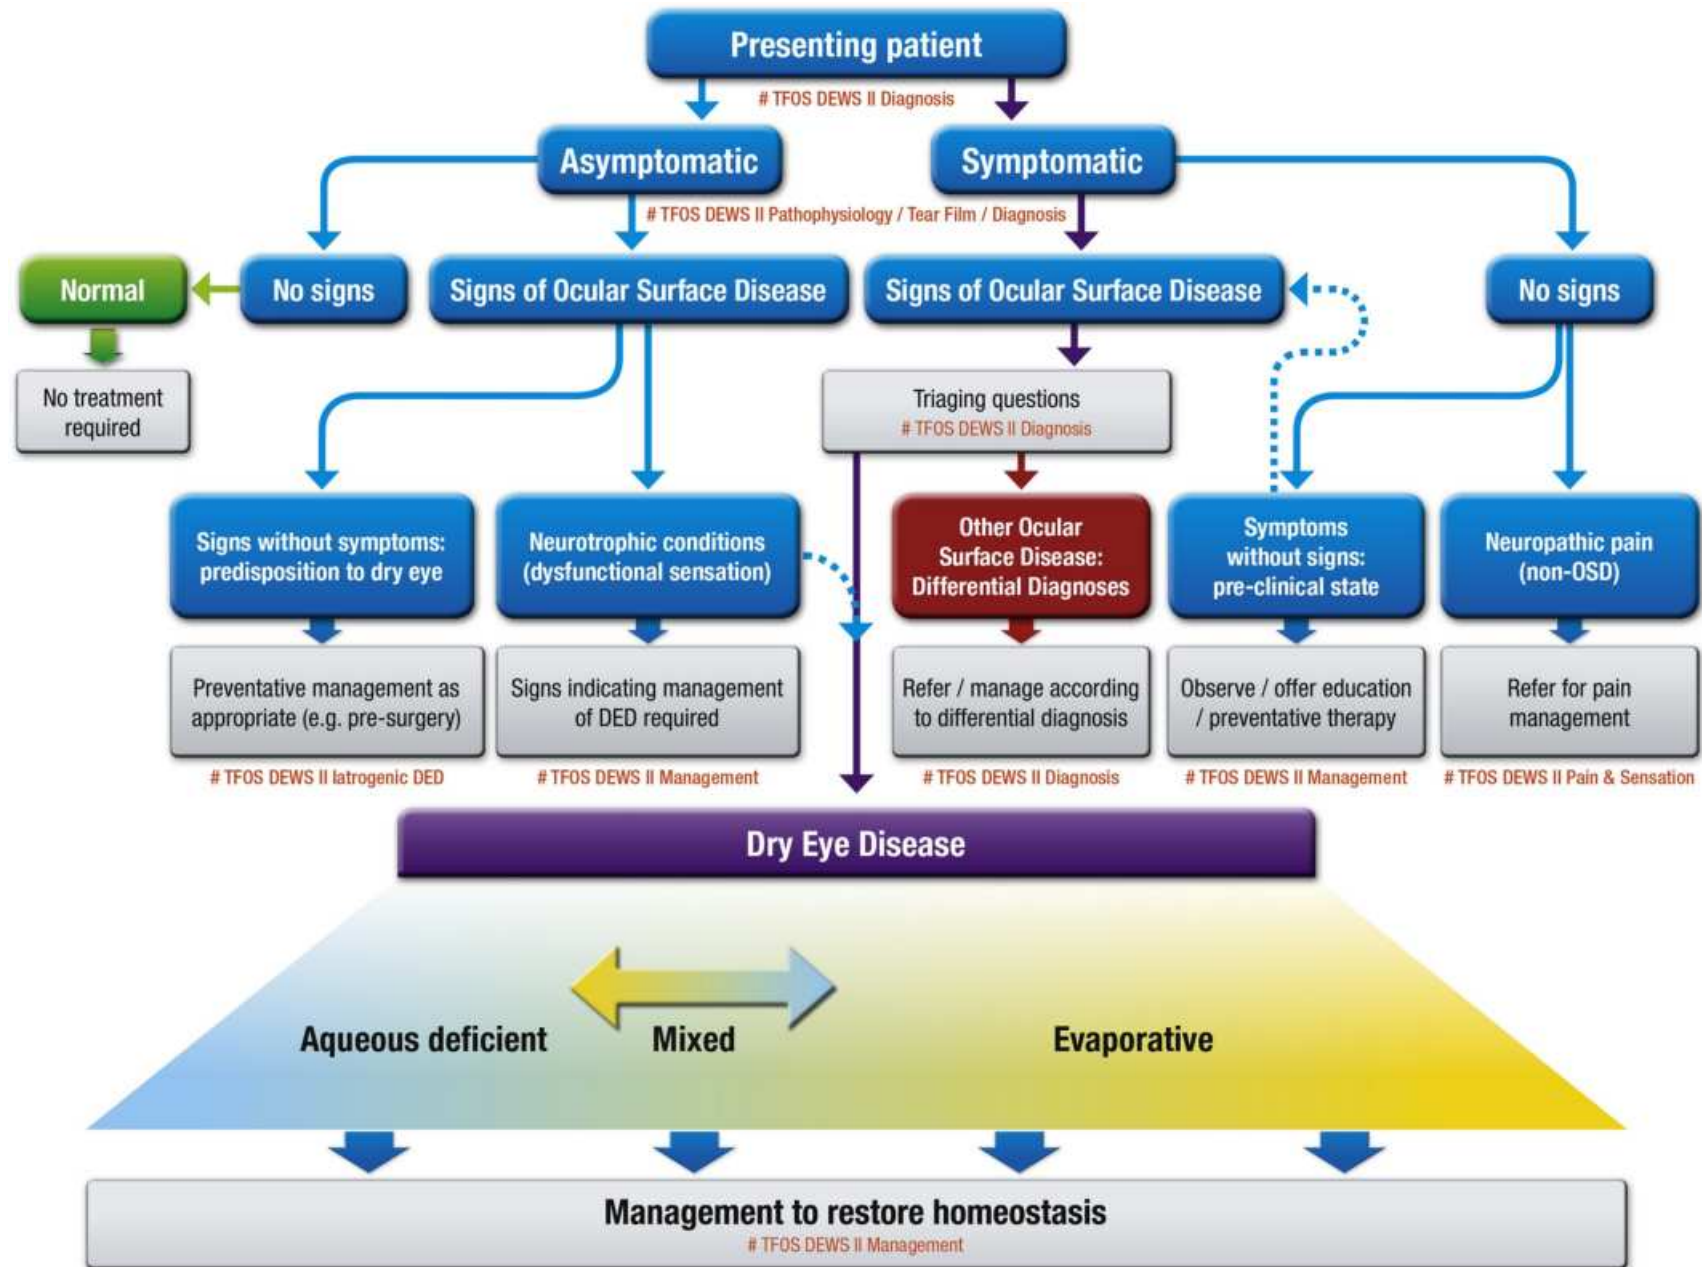 Presenting patient
# TFOS DEWS II Diagnosis
Asymptomatic
Symptomatic
# TFOS DEWS II Pathophysiology / Tear Film / Diagnosis
Normal
No signs
Signs of Ocular Surface Disease
Signs of Ocular Surface Disease
No signs
No treatment
required
Triaging questions
# TFOS DEWS II Diagnosis
Signs without symptoms:
predisposition to dry eye
Neurotrophic conditions
(dysfunctional sensation)
Other Ocular
Surface Disease:
Differential Diagnoses
Symptoms
without signs:
pre-clinical state
Neuropathic pain
(non-OSD)
Preventative management as
appropriate (e.g. pre-surgery)
Signs indicating management
of DED required
Refer / manage according
to differential diagnosis
Observe / offer education
/ preventative therapy
Refer for pain
management
# TFOS DEWS II Iatrogenic DED
# TFOS DEWS II Management
# TFOS DEWS II Diagnosis
# TFOS DEWS II Management
# TFOS DEWS II Pain & Sensation
Dry Eye Disease
Aqueous deficient
Mixed
Evaporative
Management to restore homeostasis
# TFOS DEWS II Management